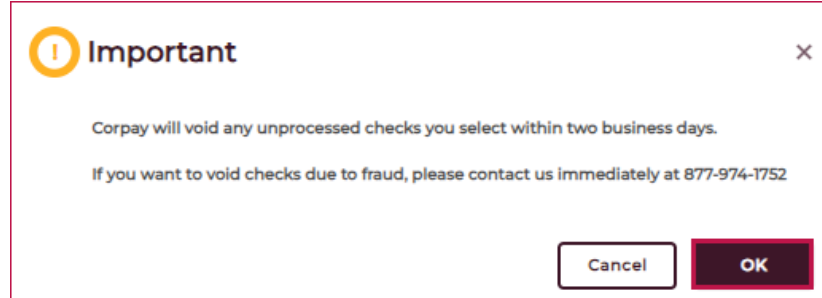 ! Important
×
Corpay will void any unprocessed checks you select within two business days.
If you want to void checks due to fraud, please contact us immediately at 877-974-1752
Cancel OK